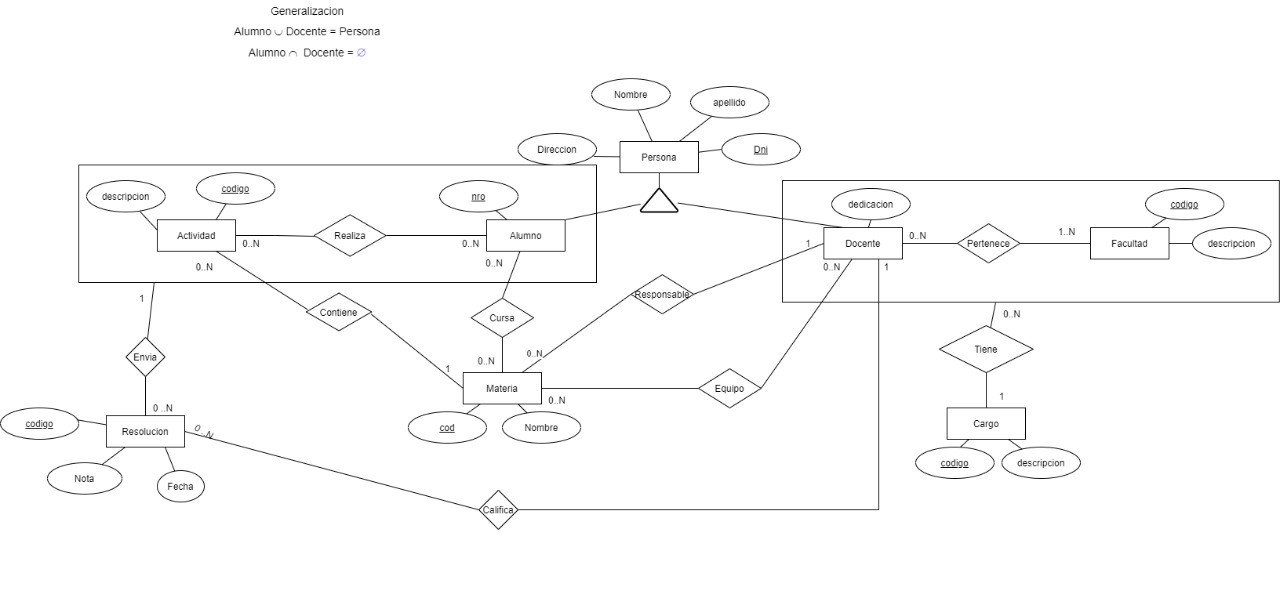 Generalizacion
Alumno ∪ Docente = Persona
Alumno ∩ Docente = ∅
Nombre
apellido
Direccion
Persona
Dni
descripcion
codigo
nro
dedicacion
codigo
Actividad
Realiza
Alumno
Docente
Pertenece
Facultad
descripcion
0..N
0..N
1
0..N
1..N
0..N
0..N
0..N
1
1
Contiene
Cursa
Responsable
0..N
Envia
0..N
0..N
1
Tiene
0 ..N
Materia
Equipo
0..N
1
codigo
Resolucion
0..N
cod
Nombre
Cargo
Nota
Fecha
codigo
descripcion
Califica